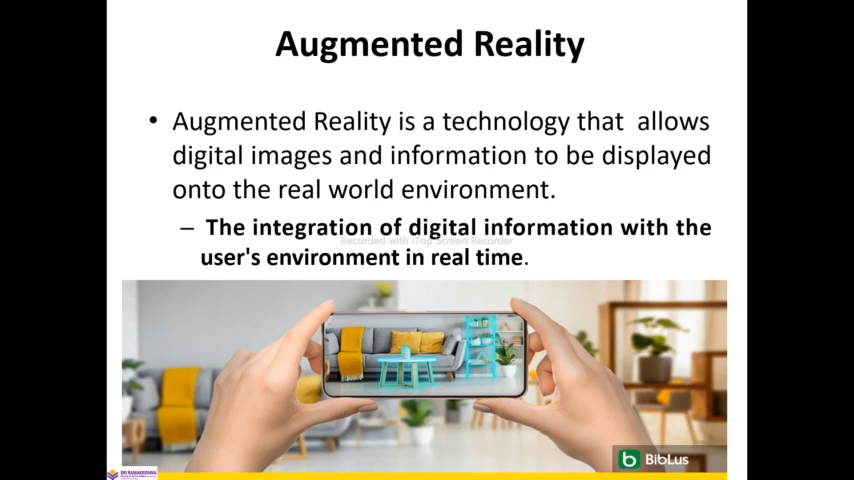 Augmented Reality
• Augmented Reality is a technology that allows
digital images and information to be displayed
onto the real world environment.
– The integration of digital information with the
Recorded with iTop Screen Recorder
user's environment in real time.
BibLus
SRI RAMAKRISHNA